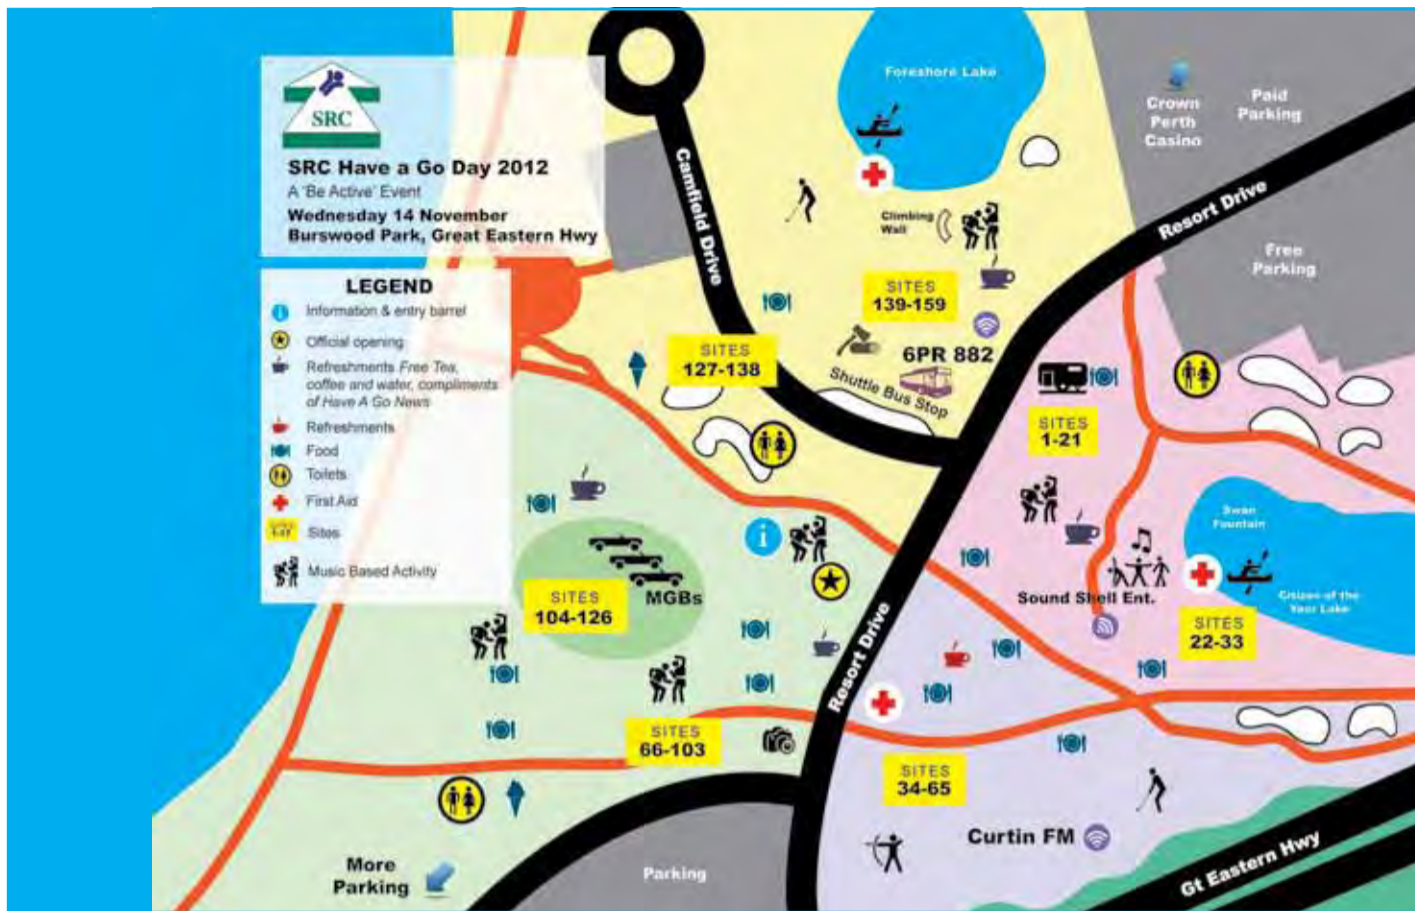 SRC
SRC Have a Go Day 2012
A 'Be Active' Event
Wednesday 14 November
Burswood Park, Great Eastern Hwy
LEGEND
i
Information & entry barrel
Official opening
Refreshments Free Tea,
coffee and water, compliments
of Have A Go News
Refreshments
Food
Toilets
First Aid
Sites
Music Based Activity
Foreshore Lake
Crown
Perth
Casino
Paid
Parking
Camfield Drive
Resort Drive
Climbing
Wall
Free
Parking
SITES
139-159
6PR 882
SITES
127-138
Shuttle Bus Stop
SITES
1-21
Swan
Fountain
i
MGBs
SITES
104-126
Sound Shell Ent.
Citizen of the
Year Lake
SITES
22-33
Resort Drive
SITES
66-103
SITES
34-65
Curtin FM
More
Parking
Parking
Gt Eastern Hwy